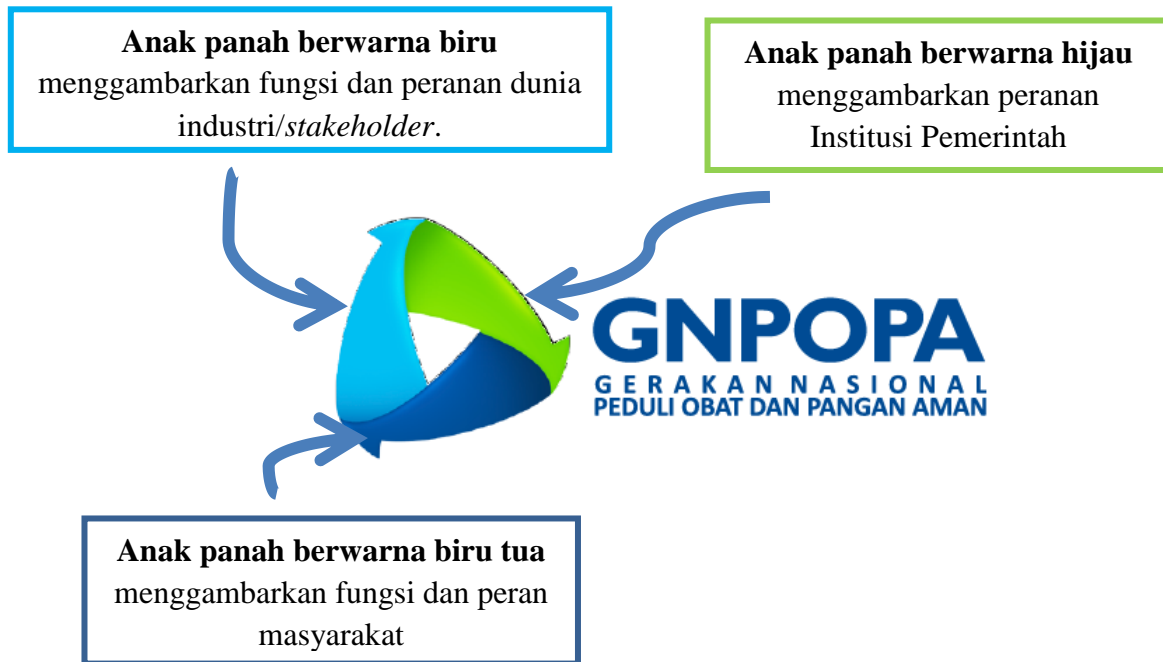 Anak panah berwarna biru
menggambarkan fungsi dan peranan dunia
industri/stakeholder.
Anak panah berwarna hijau
menggambarkan peranan
Institusi Pemerintah
GNPOPA
GERAKAN NASIONAL
PEDULI OBAT DAN PANGAN AMAN
Anak panah berwarna biru tua
menggambarkan fungsi dan peran
masyarakat